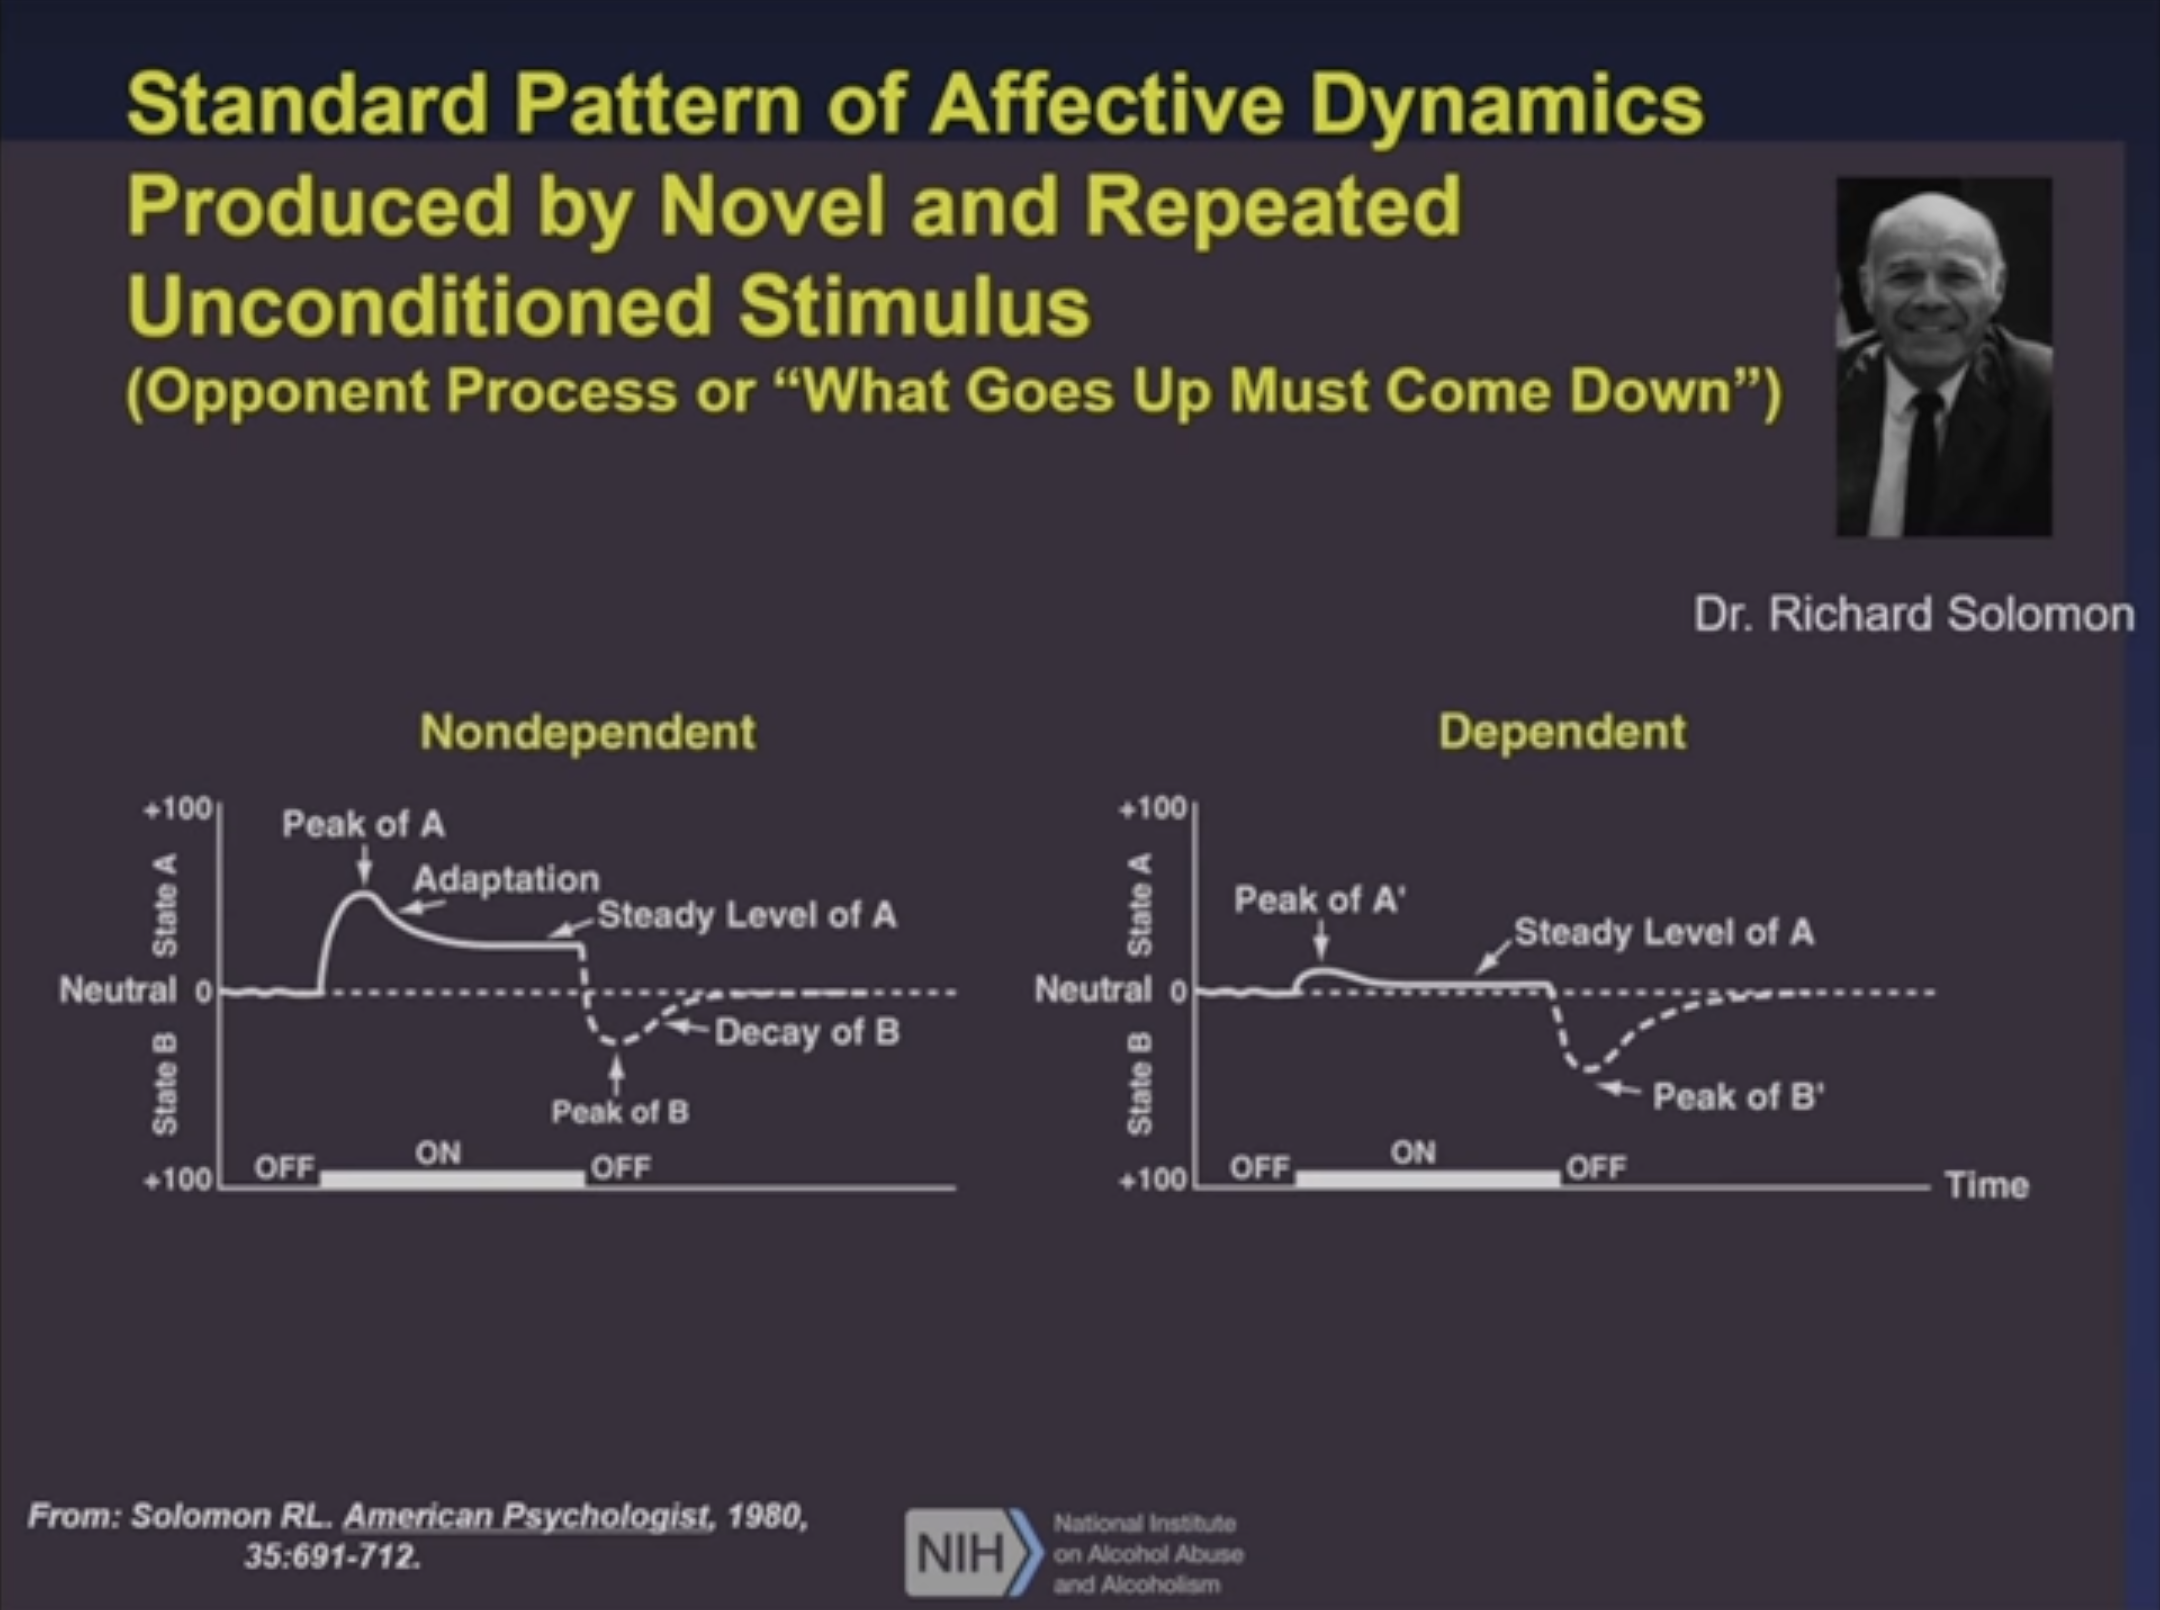 Standard Pattern of Affective Dynamics
Produced by Novel and Repeated
Unconditioned Stimulus
(Opponent Process or “What Goes Up Must Come Down”)
Dr. Richard Solomon
Nondependent
+100
Peak of A
Adaptation
Steady Level of A
State A
Neutral 0
Decay of B
State B
Peak of B
ON
OFF
OFF
+100
Dependent
+100
Peak of A'
Steady Level of A
State A
Neutral 0
State B
Peak of B'
ON
OFF
OFF
+100
Time
From: Solomon RL. American Psychologist, 1980,
35:691-712.
NIH
National Institute
on Alcohol Abuse
and Alcoholism